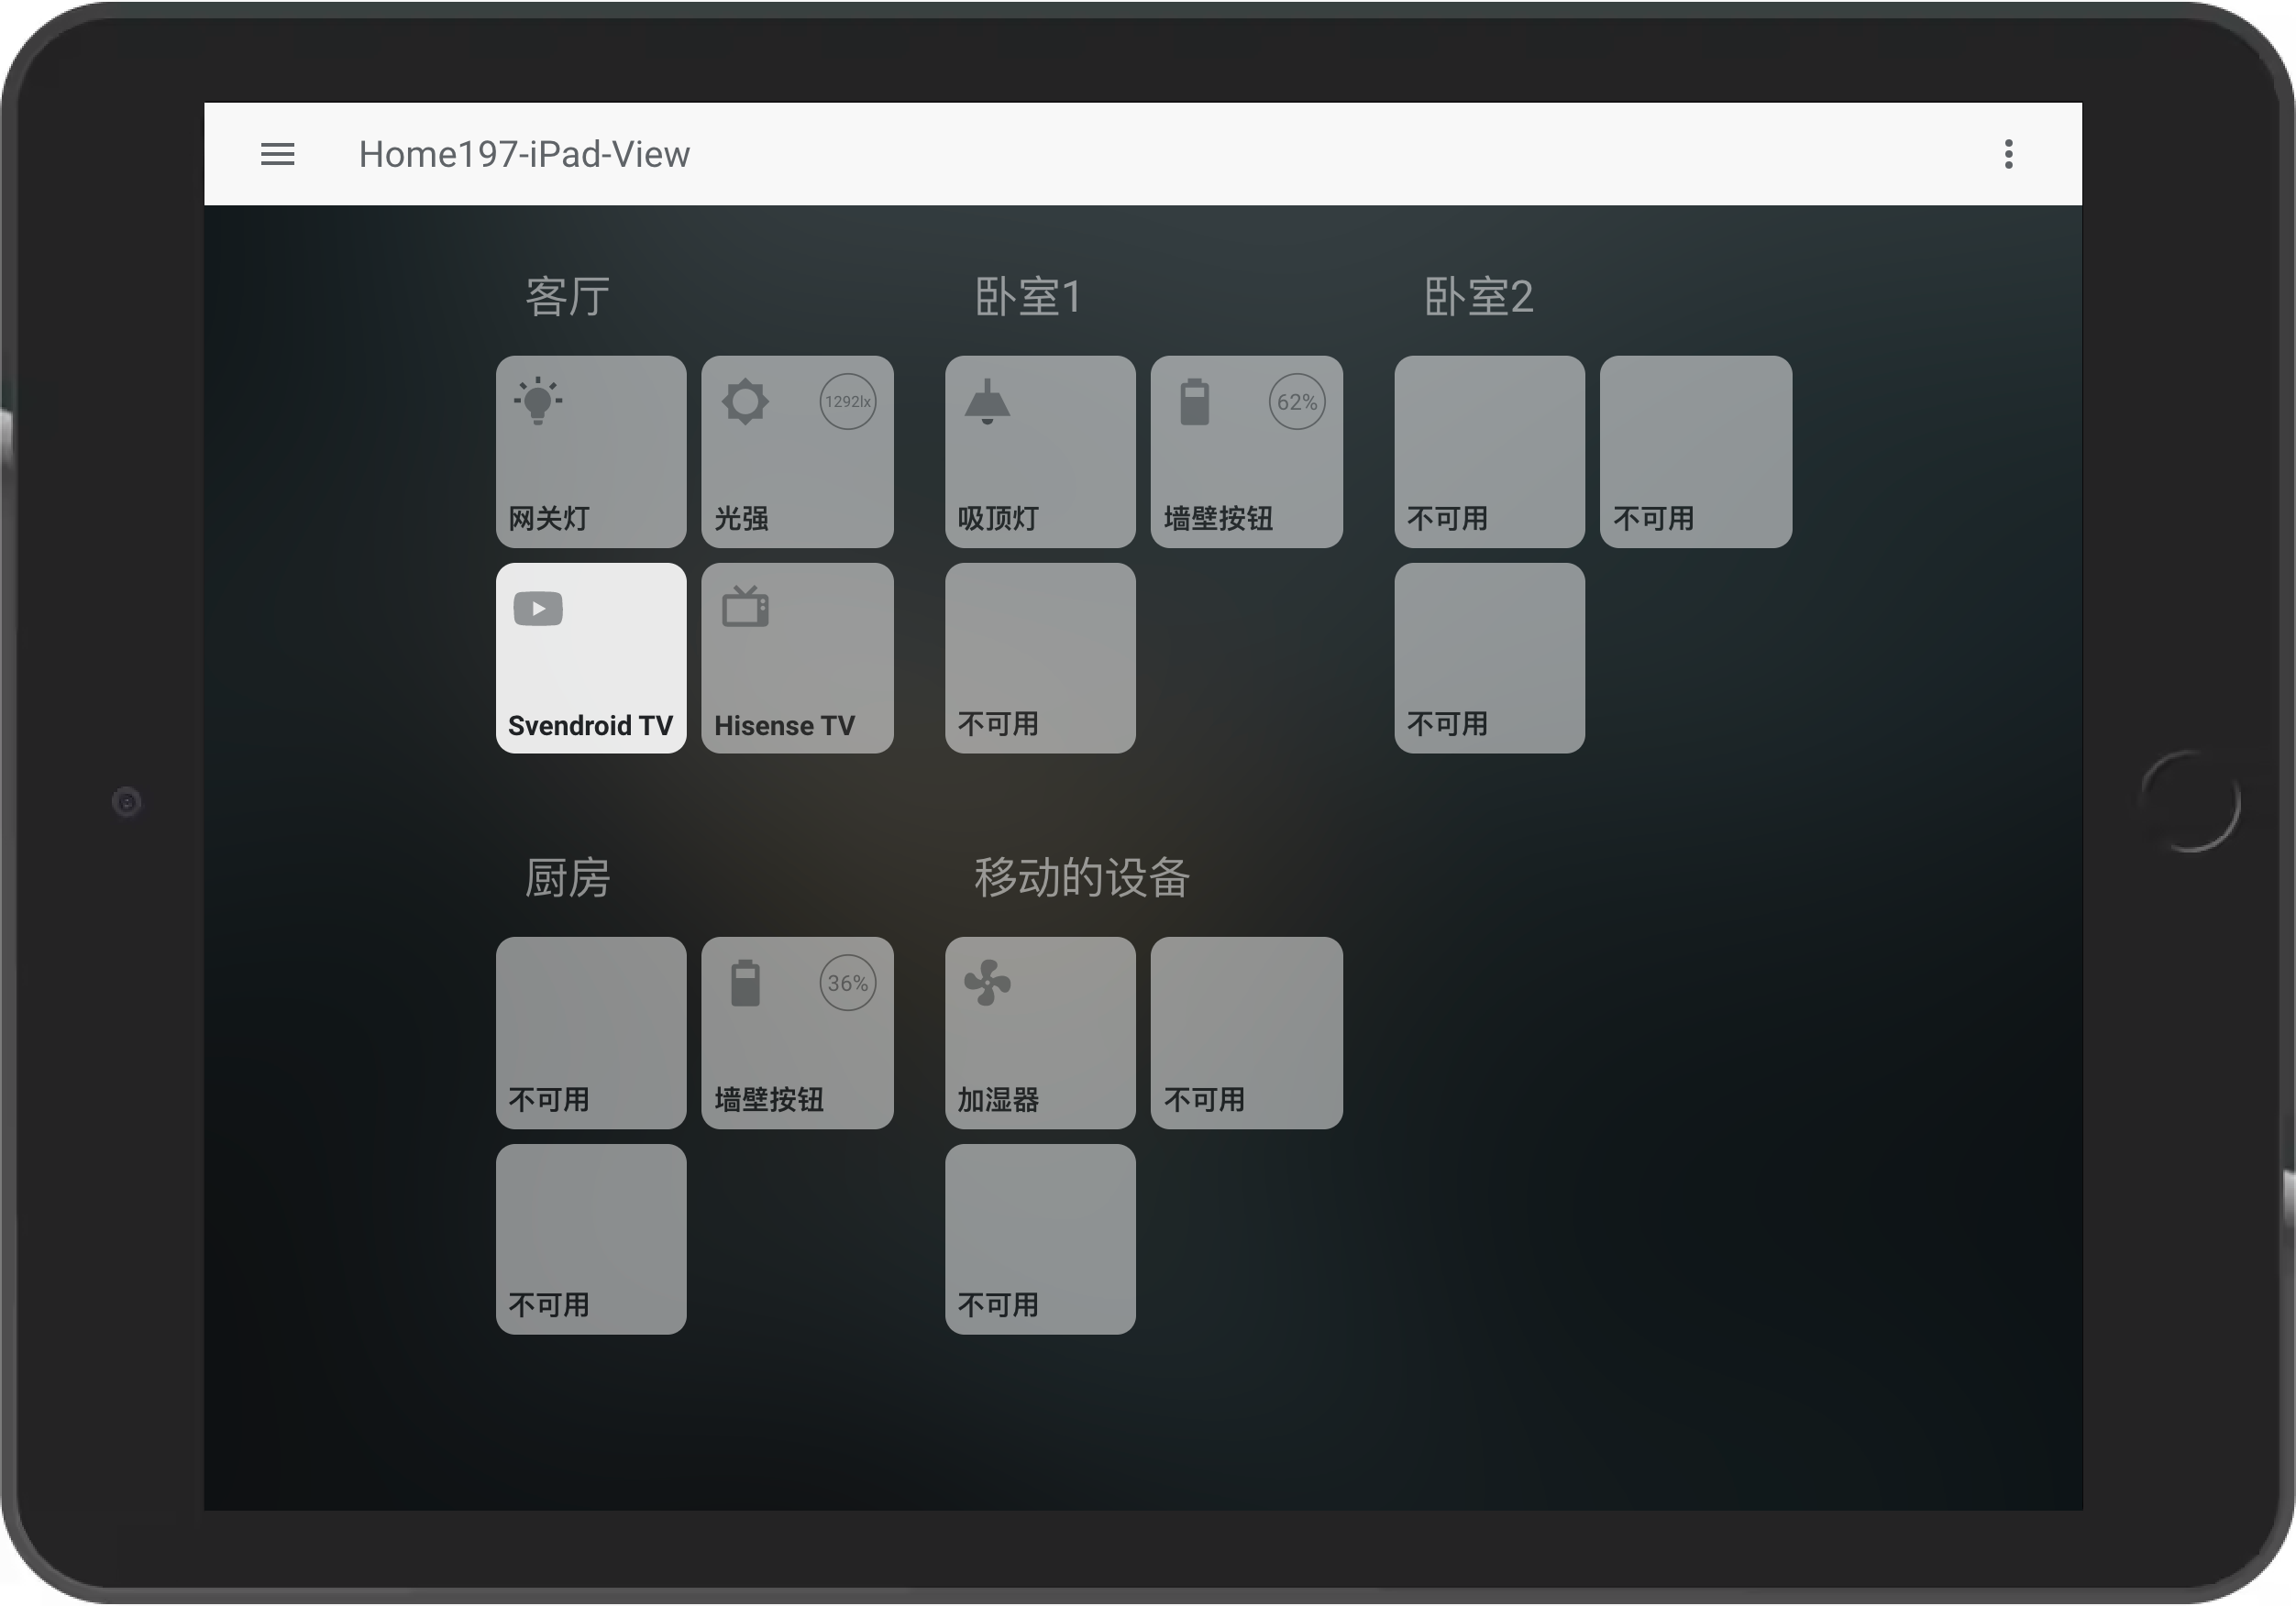 Home197-iPad-View
客厅
卧室1
卧室2
1292lx
62%
网关灯
光强
吸顶灯
墙壁按钮
不可用
不可用
Svendroid TV
Hisense TV
不可用
不可用
厨房
移动的设备
36%
不可用
墙壁按钮
加湿器
不可用
不可用
不可用